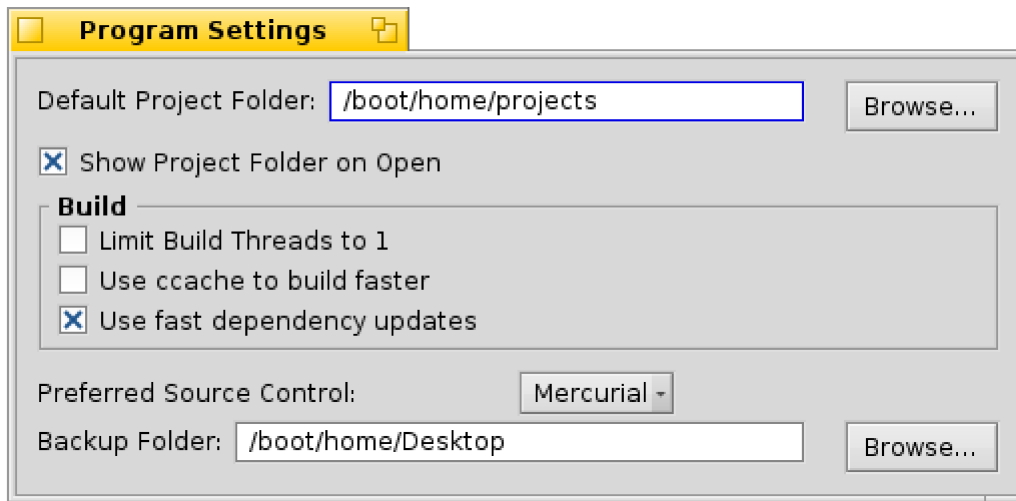 Program Settings
Default Project Folder: /boot/home/projects Browse...
Show Project Folder on Open
Build
Limit Build Threads to 1
Use ccache to build faster
Use fast dependency updates
Preferred Source Control: Mercurial
Backup Folder: /boot/home/Desktop Browse...